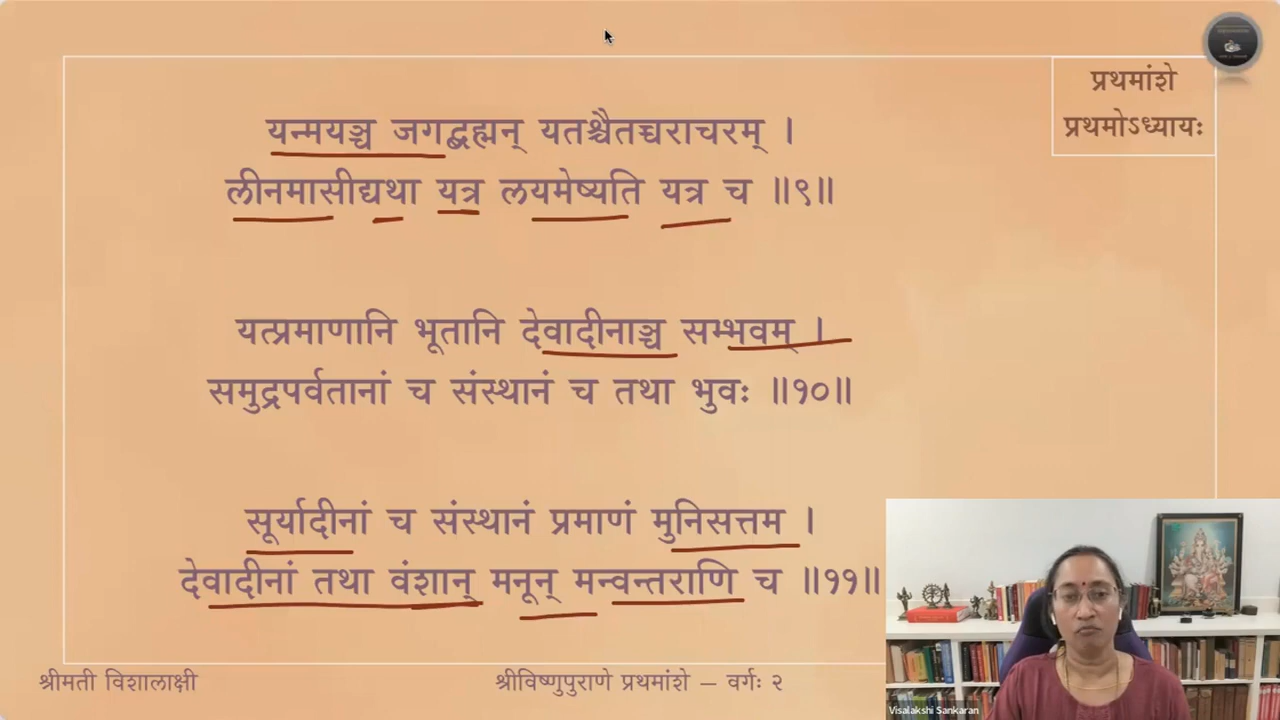 प्रथमांशे
प्रथमोऽध्यायः
यन्मयञ्च जगद्ब्रह्मन् यतश्चैतच्चराचरम् ।
लीनमासीद्यथा यत्र लयमेष्यति यत्र च ॥९॥
यत्प्रमाणानि भूतानि देवादीनाञ्च सम्भवम् ।
समुद्रपर्वतानां च संस्थानं च तथा भुवः ॥१०॥
सूर्यादीनां च संस्थानं प्रमाणं मुनिसत्तम ।
देवादीनां तथा वंशान् मनून् मन्वन्तराणि च ॥११॥
श्रीमती विशालाक्षी
श्रीविष्णुपुराणे प्रथमांशे – वर्गः २
Visalakshi Sankaran